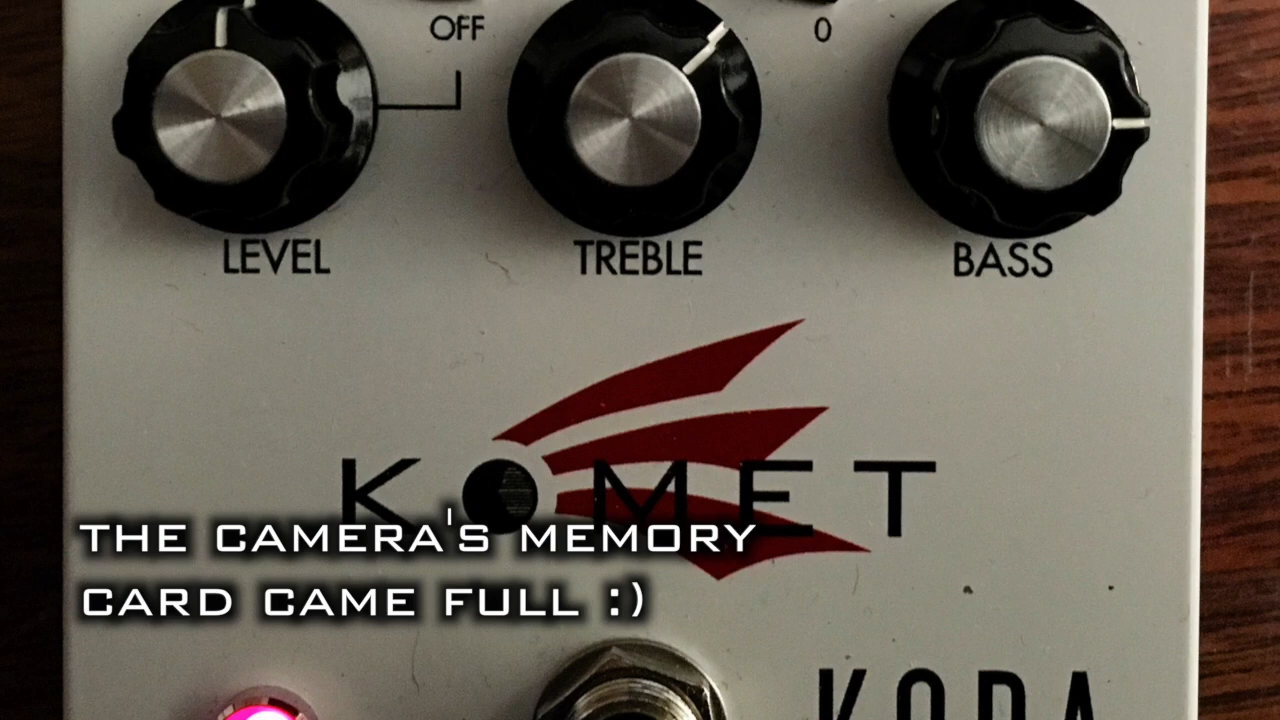 OFF
0
LEVEL
TREBLE
BASS
KOMET
THE CAMERA'S MEMORY
CARD CAME FULL :)